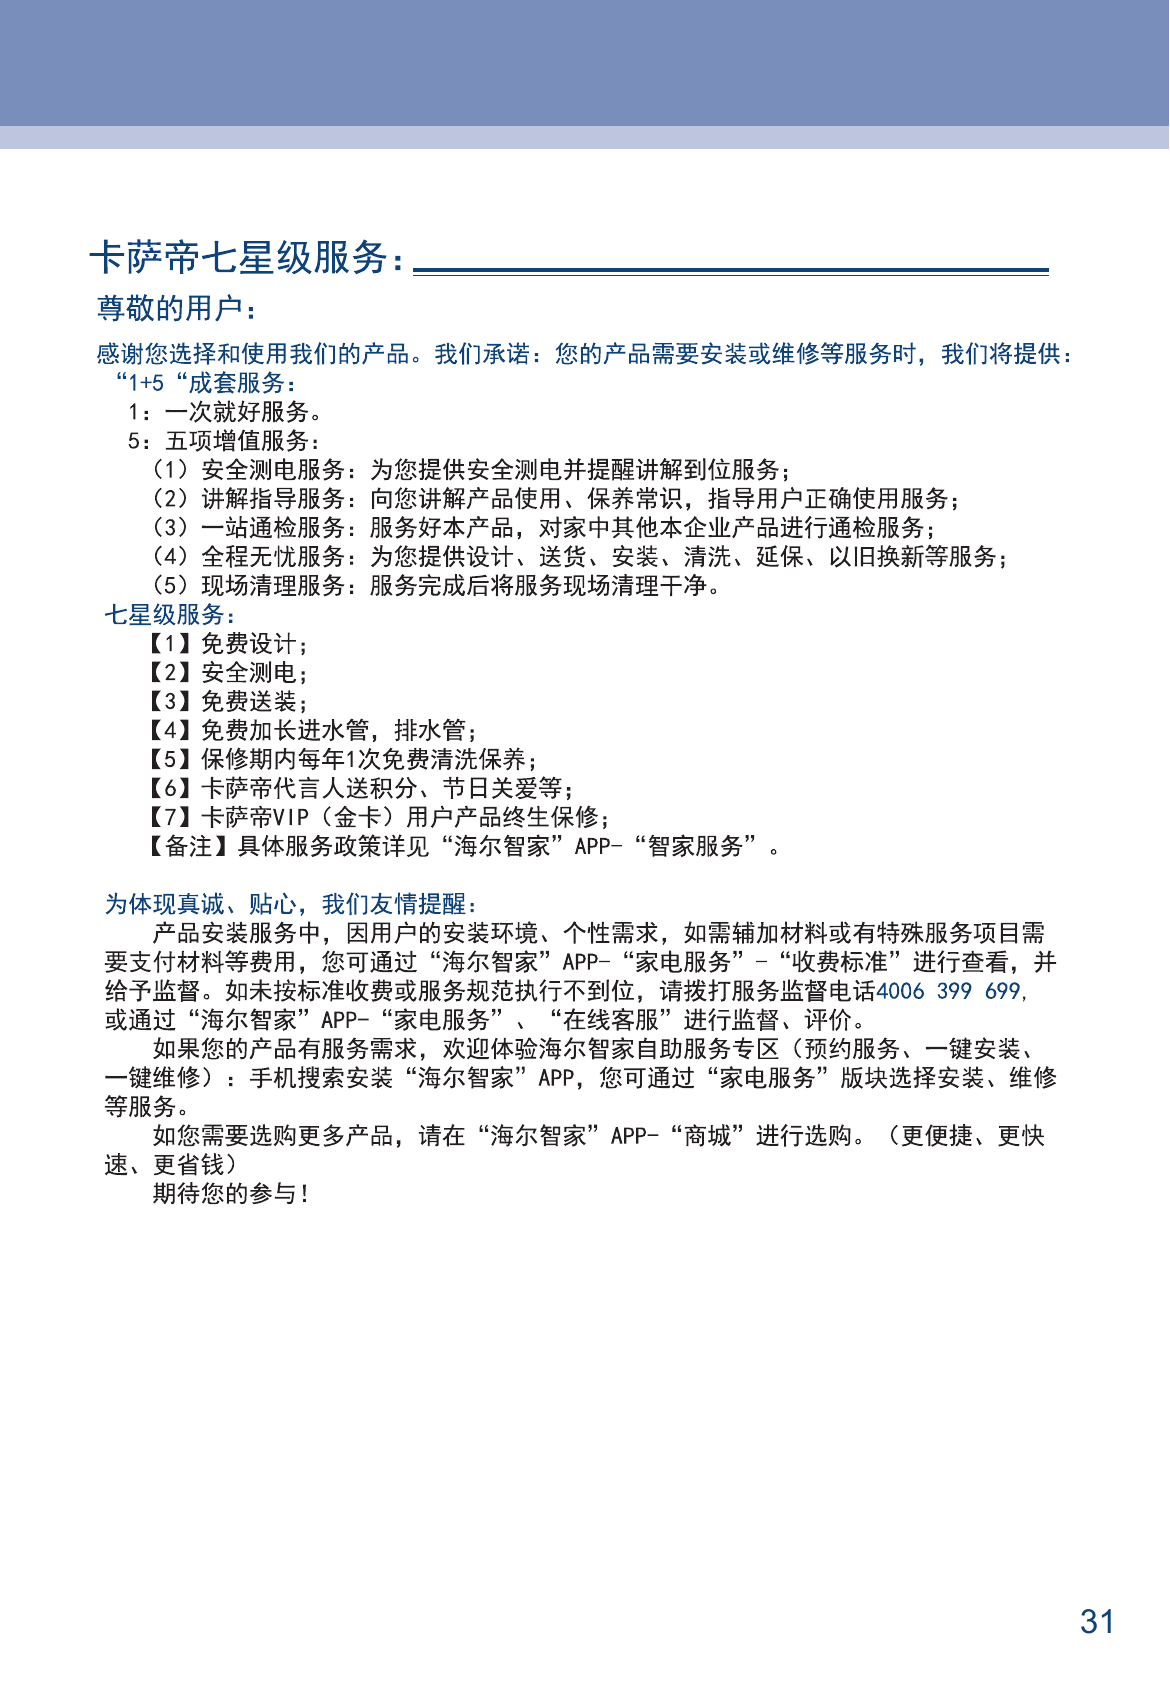 卡萨帝七星级服务：
尊敬的用户：
感谢您选择和使用我们的产品。我们承诺：您的产品需要安装或维修等服务时，我们将提供：
“1+5“成套服务：
1：一次就好服务。
5：五项增值服务：
（1）安全测电服务：为您提供安全测电并提醒讲解到位服务；
（2）讲解指导服务：向您讲解产品使用、保养常识，指导用户正确使用服务；
（3）一站通检服务：服务好本产品，对家中其他本企业产品进行通检服务；
（4）全程无忧服务：为您提供设计、送货、安装、清洗、延保、以旧换新等服务；
（5）现场清理服务：服务完成后将服务现场清理干净。
七星级服务：
【1】免费设计；
【2】安全测电；
【3】免费送装；
【4】免费加长进水管，排水管；
【5】保修期内每年1次免费清洗保养；
【6】卡萨帝代言人送积分、节日关爱等；
【7】卡萨帝VIP（金卡）用户产品终生保修；
【备注】具体服务政策详见“海尔智家”APP-“智家服务”。
为体现真诚、贴心，我们友情提醒：
产品安装服务中，因用户的安装环境、个性需求，如需辅加材料或有特殊服务项目需
要支付材料等费用，您可通过“海尔智家”APP-“家电服务”-“收费标准”进行查看，并
给予监督。如未按标准收费或服务规范执行不到位，请拨打服务监督电话4006 399 699,
或通过“海尔智家”APP-“家电服务”、“在线客服”进行监督、评价。
如果您的产品有服务需求，欢迎体验海尔智家自助服务专区（预约服务、一键安装、
一键维修）：手机搜索安装“海尔智家”APP，您可通过“家电服务”版块选择安装、维修
等服务。
如您需要选购更多产品，请在“海尔智家”APP-“商城”进行选购。（更便捷、更快
速、更省钱）
期待您的参与！
31